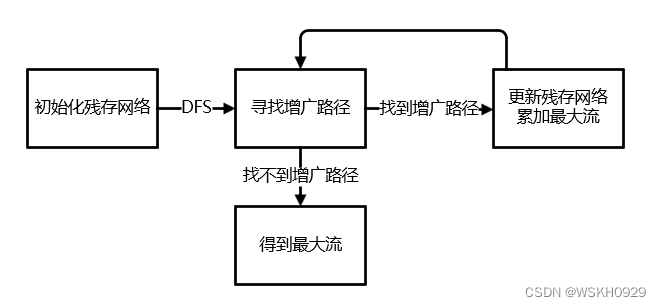 初始化残存网络
DFS
寻找增广路径
找到增广路径
更新残存网络
累加最大流
找不到增广路径
得到最大流
CSDN @WSKH0929